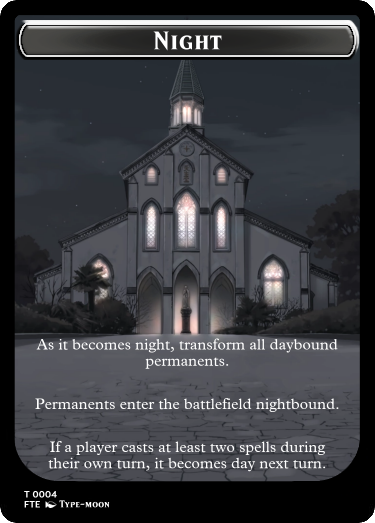 Night
As it becomes night, transform all daybound
permanents.
Permanents enter the battlefield nightbound.
If a player casts at least two spells during
their own turn, it becomes day next turn.
T 0004
FTE Type-moon